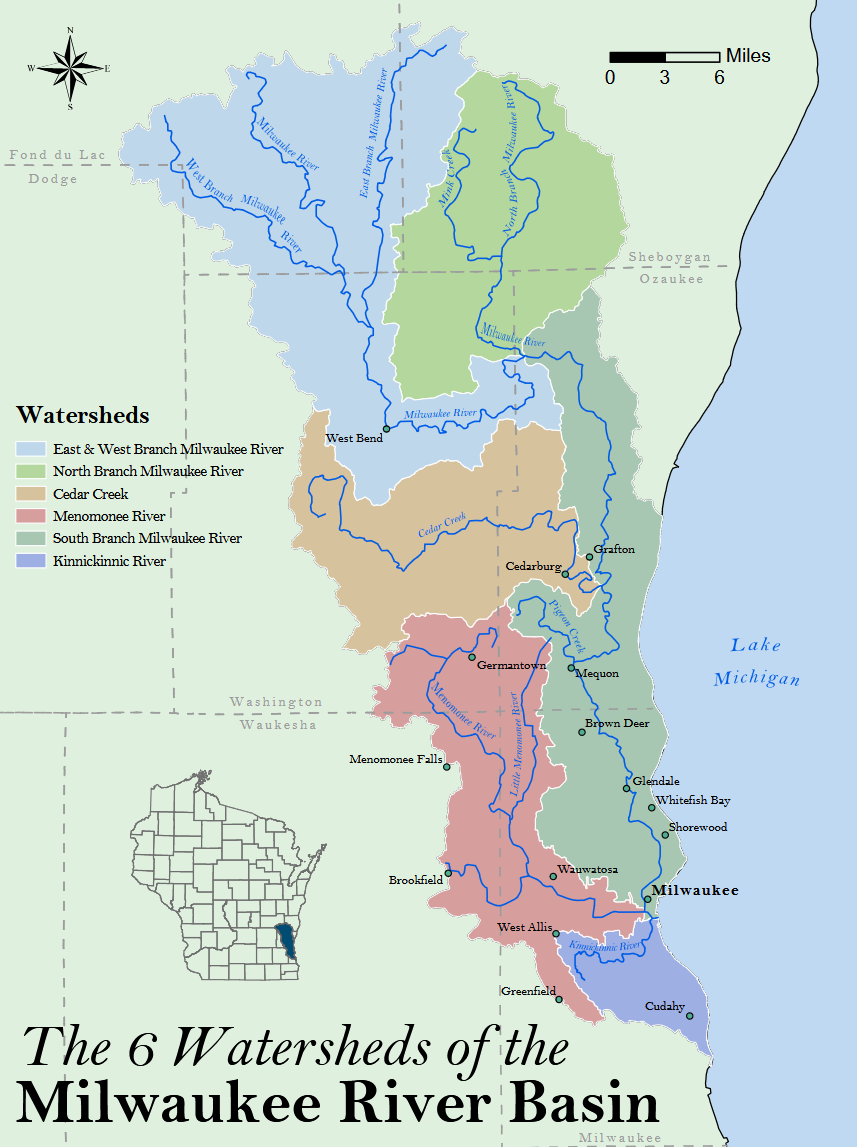 N
W
E
S
Miles
0 3 6
Fond du Lac
Dodge
Milwaukee River
East Branch Milwaukee River
West Branch Milwaukee River
Mink Creek
North Branch Milwaukee River
Sheboygan
Ozaukee
Milwaukee River
Milwaukee River
West Bend
Watersheds
East & West Branch Milwaukee River
North Branch Milwaukee River
Cedar Creek
Menomonee River
South Branch Milwaukee River
Kinnickinnic River
Cedar Creek
Grafton
Cedarburg
Pigeon Creek
Lake
Michigan
Germantown
Mequon
Menomonee River
Little Menomonee River
Washington
Waukesha
Brown Deer
Menomonee Falls
Glendale
Whitefish Bay
Shorewood
Wauwatosa
Brookfield
Milwaukee
West Allis
Kinnickinnic River
Greenfield
Cudahy
The 6 Watersheds of the
Milwaukee River Basin
Milwaukee